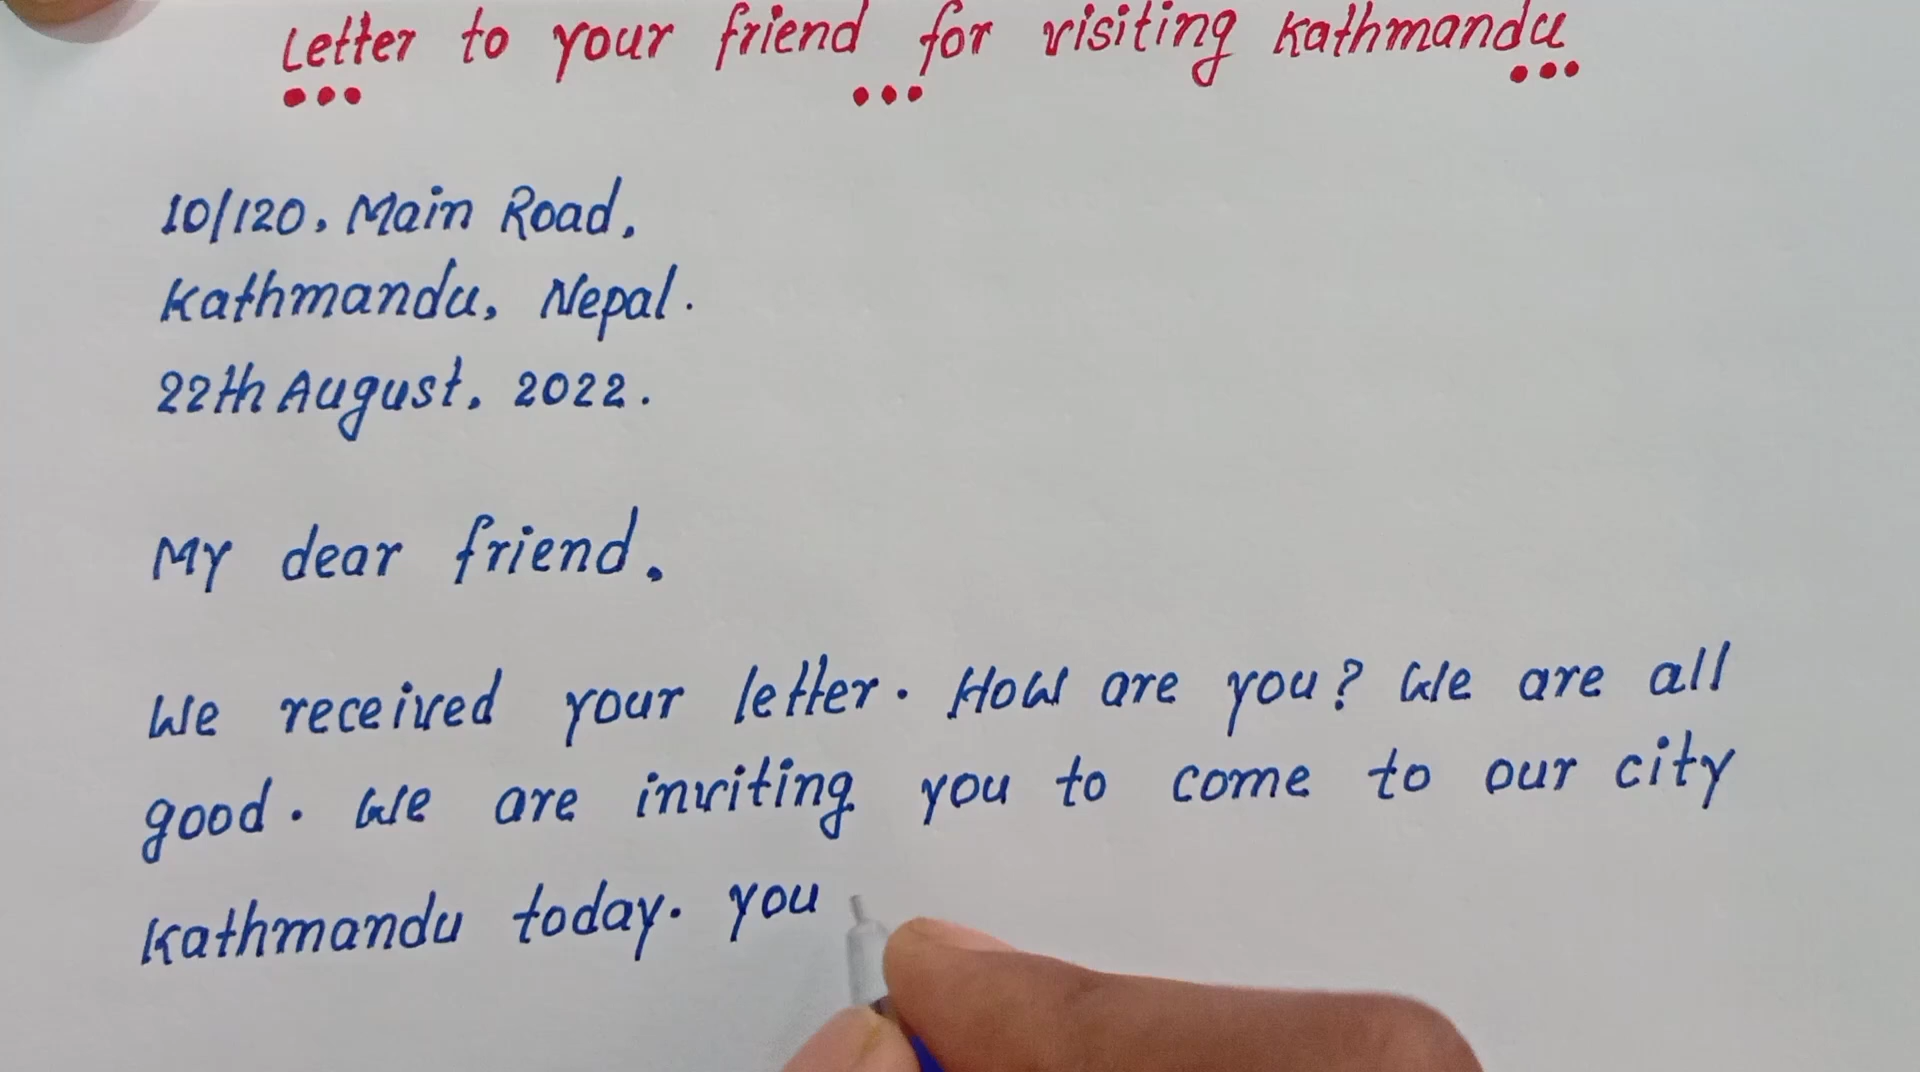 Letter to your friend for visiting Kathmandu
10/120, Main Road,
Kathmandu, Nepal.
22th August, 2022.
My dear friend,
We received your letter. How are you? We are all
good. We are inviting you to come to our city
Kathmandu today. you